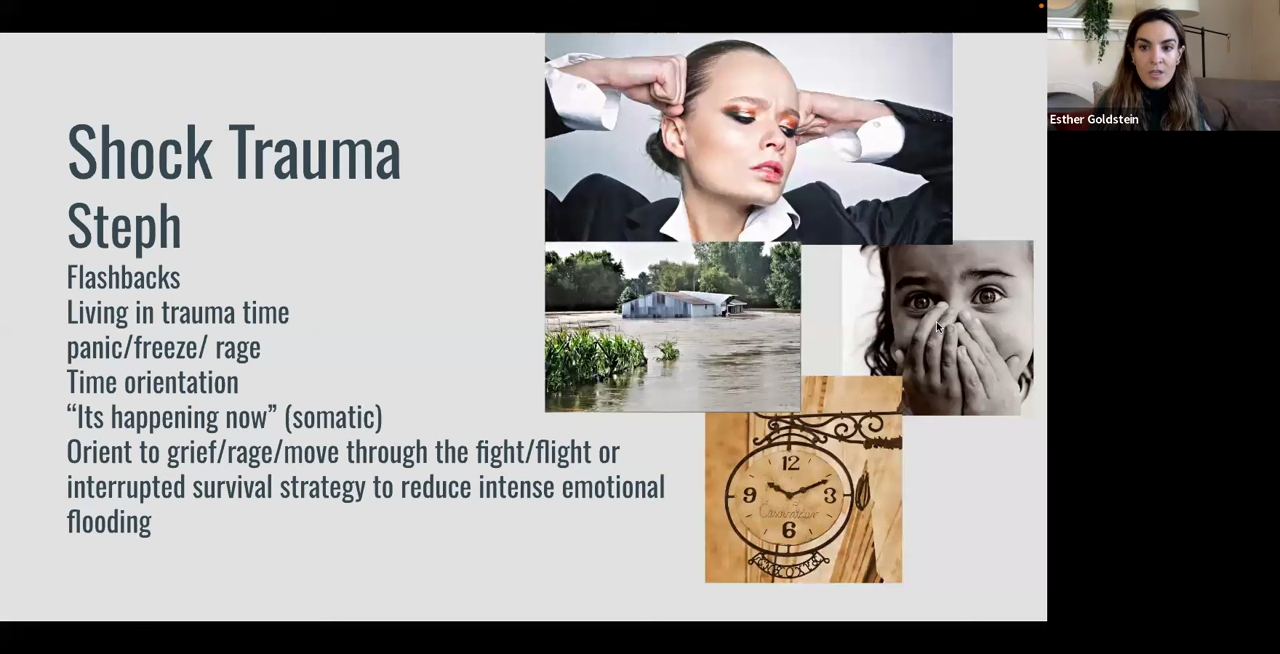 Shock Trauma
Steph
Flashbacks
Living in trauma time
panic/freeze/ rage
Time orientation
“Its happening now” (somatic)
Orient to grief/rage/move through the fight/flight or
interrupted survival strategy to reduce intense emotional
flooding
Esther Goldstein
12
9
3
6